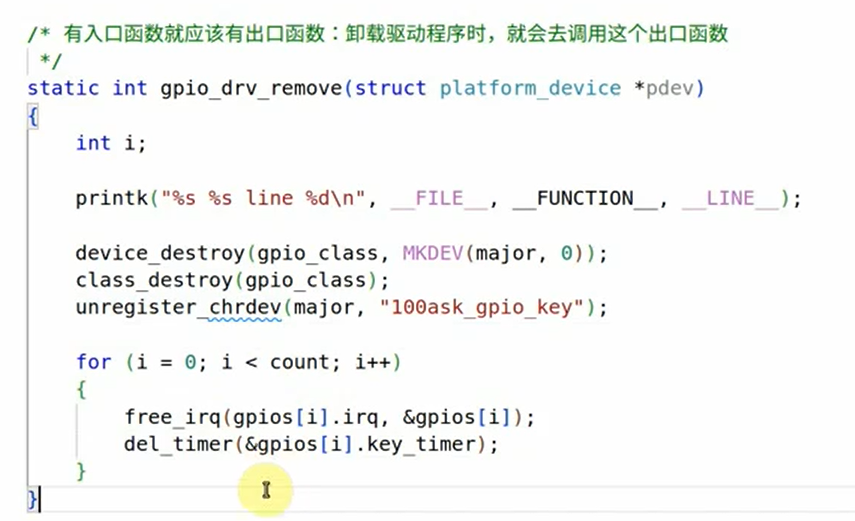 /* 有入口函数就应该有出口函数：卸载驱动程序时，就会去调用这个出口函数
*/
static int gpio_drv_remove(struct platform_device *pdev)
{
int i;
printk("%s %s line %d\n", __FILE__, __FUNCTION__, __LINE__);
device_destroy(gpio_class, MKDEV(major, 0));
class_destroy(gpio_class);
unregister_chrdev(major, "100ask_gpio_key");
for (i = 0; i < count; i++)
{
free_irq(gpios[i].irq, &gpios[i]);
del_timer(&gpios[i].key_timer);
}
}